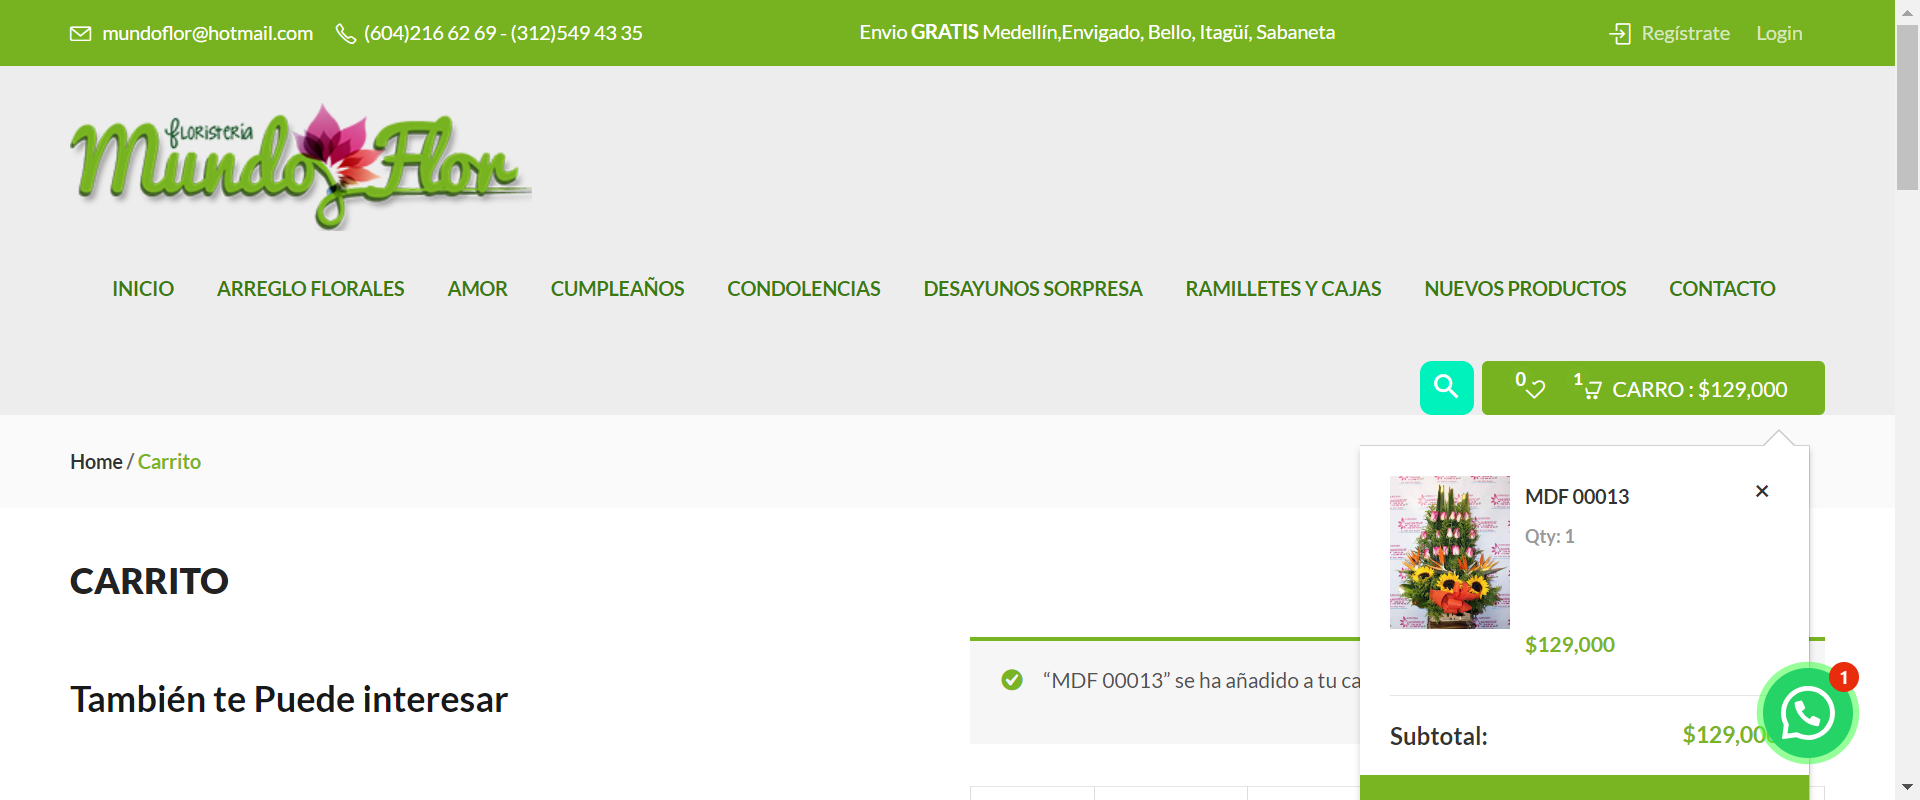 mundoflor@hotmail.com
(604)216 62 69 - (312)549 43 35
Envio GRATIS Medellín,Envigado, Bello, Itagüí, Sabaneta
Regístrate
Login
FLORISTERIA
Mundo Flor
INICIO
ARREGLO FLORALES
AMOR
CUMPLEAÑOS
CONDOLENCIAS
DESAYUNOS SORPRESA
RAMILLETES Y CAJAS
NUEVOS PRODUCTOS
CONTACTO
0
1
CARRO : $129,000
Home / Carrito
MDF 00013
Qty: 1
$129,000
Subtotal:
$129,00
1
CARRITO
También te Puede interesar
“MDF 00013” se ha añadido a tu ca